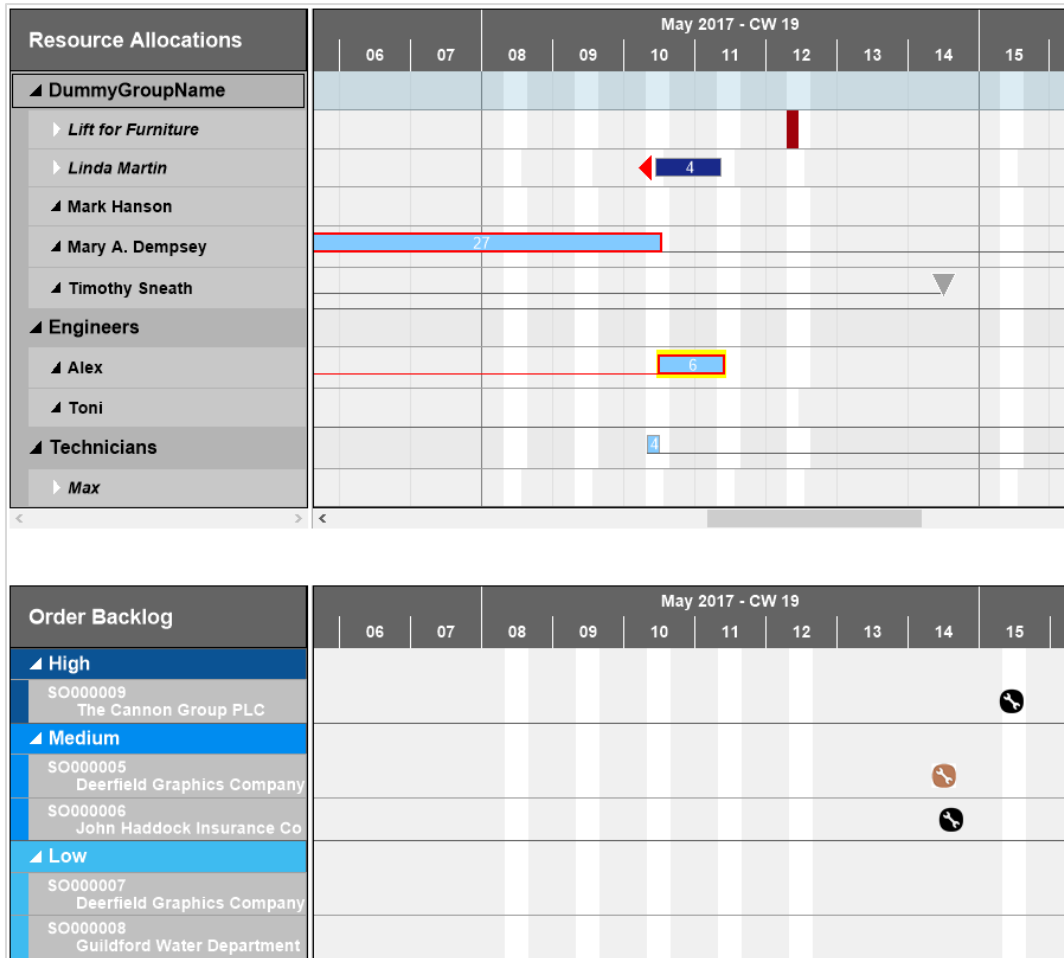 Resource Allocations
May 2017 - CW 19
06 07 08 09 10 11 12 13 14 15
DummyGroupName
Lift for Furniture
Linda Martin
4
Mark Hanson
Mary A. Dempsey
27
Timothy Sneath
Engineers
Alex
6
Toni
Technicians
4
Max
Order Backlog
May 2017 - CW 19
06 07 08 09 10 11 12 13 14 15
High
SO000009
The Cannon Group PLC
Medium
SO000005
Deerfield Graphics Company
SO000006
John Haddock Insurance Co
Low
SO000007
Deerfield Graphics Company
SO000008
Guildford Water Department